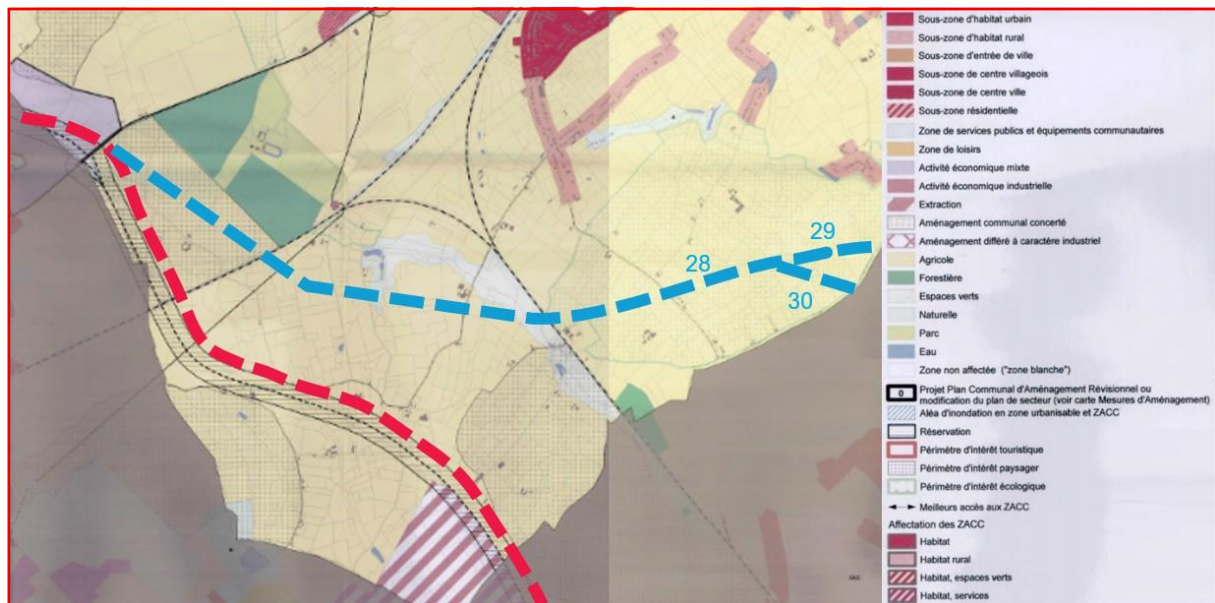 Sous-zone d'habitat urbain
Sous-zone d'habitat rural
Sous-zone d'entrée de ville
Sous-zone de centre villageois
Sous-zone de centre ville
Sous-zone résidentielle
Zone de services publics et équipements communautaires
Zone de loisirs
Activité économique mixte
Activité économique industrielle
Extraction
Aménagement communal concerté
Aménagement différé à caractère industriel
Agricole
Forestière
Espaces verts
Naturelle
Parc
Eau
Zone non affectée ("zone blanche")
0 Projet Plan Communal d'Aménagement Révisionnel ou
modification du plan de secteur (voir carte Mesures d'Aménagement)
Aléa d'inondation en zone urbanisable et ZACC
Réservation
Périmètre d'intérêt touristique
Périmètre d'intérêt paysager
Périmètre d'intérêt écologique
Meilleurs accès aux ZACC
Affectation des ZACC
Habitat
Habitat rural
Habitat, espaces verts
Habitat, services
29
28
30